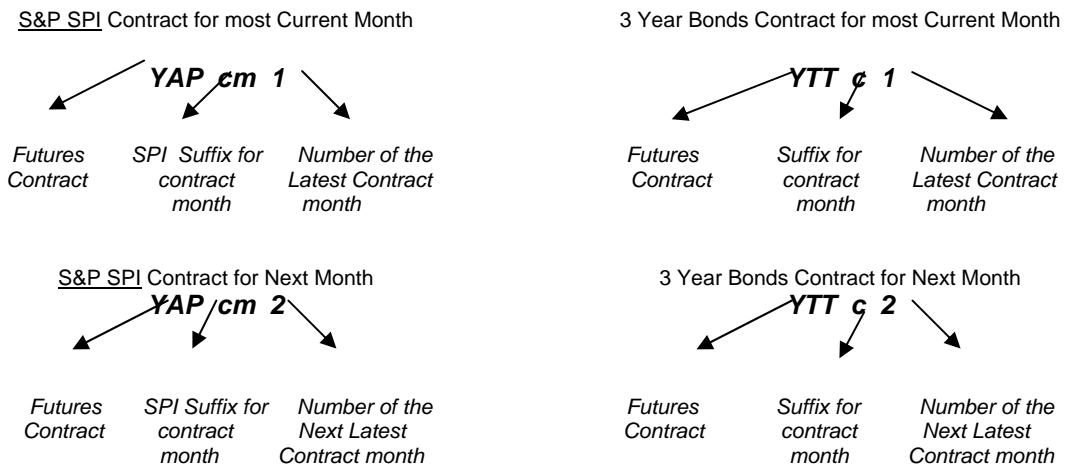 S&P SPI Contract for most Current Month
YAP cm 1
Futures Contract
SPI Suffix for contract month
Number of the Latest Contract month
3 Year Bonds Contract for most Current Month
YTT c 1
Futures Contract
Suffix for contract month
Number of the Latest Contract month
S&P SPI Contract for Next Month
YAP cm 2
Futures Contract
SPI Suffix for contract month
Number of the Next Latest Contract month
3 Year Bonds Contract for Next Month
YTT c 2
Futures Contract
Suffix for contract month
Number of the Next Latest Contract month